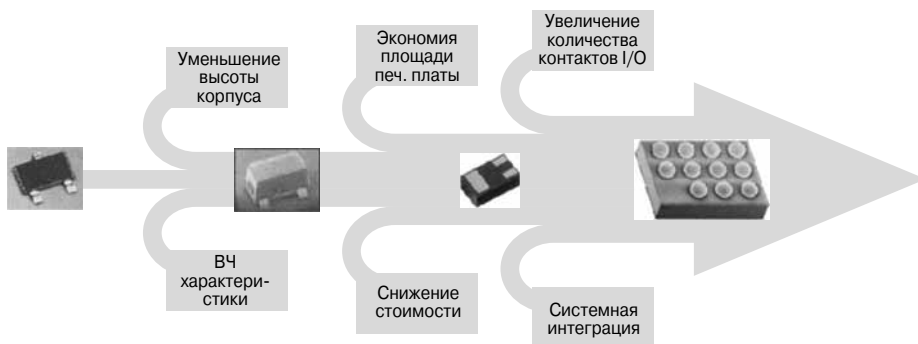 Уменьшение
высоты
корпуса
Экономия
площади
печ. платы
Увеличение
количества
контактов I/O
ВЧ
характери-
стики
Снижение
стоимости
Системная
интеграция